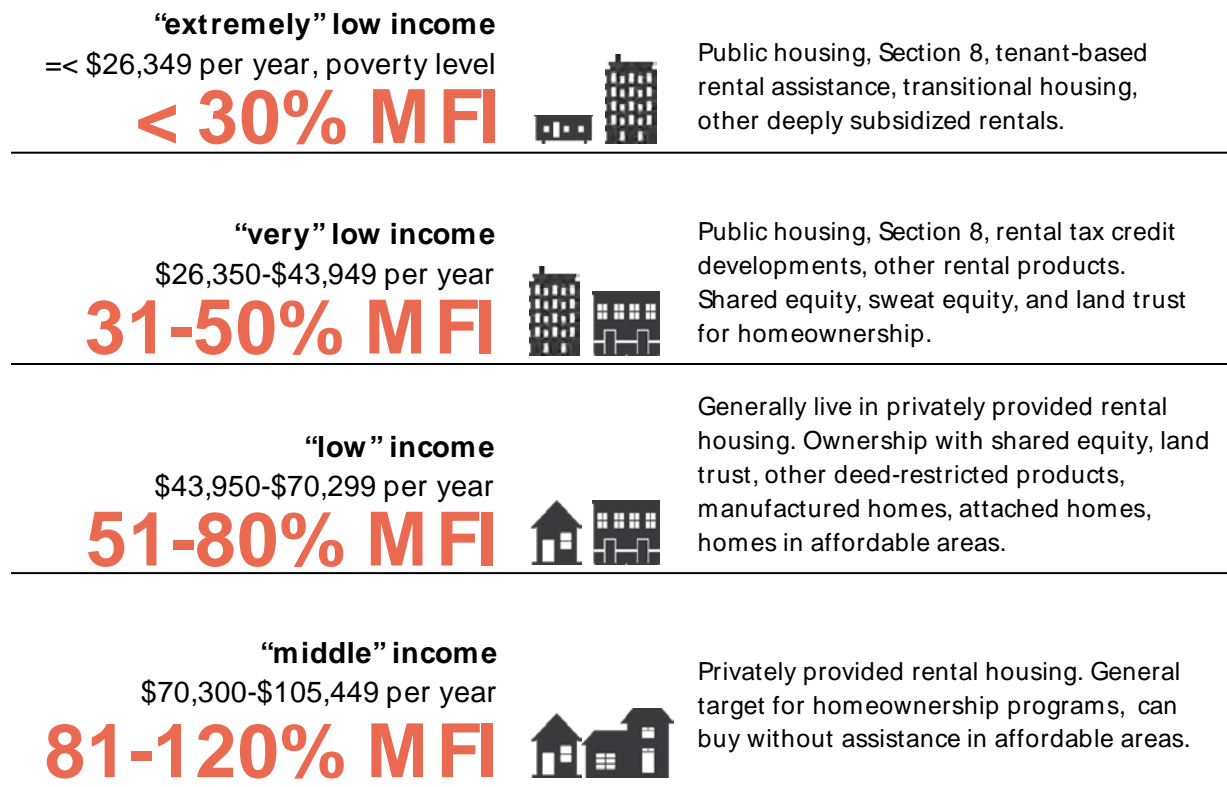 “extremely” low income
=< $26,349 per year, poverty level
< 30% MFI
Public housing, Section 8, tenant-based
rental assistance, transitional housing,
other deeply subsidized rentals.
“very” low income
$26,350-$43,949 per year
31-50% MFI
Public housing, Section 8, rental tax credit
developments, other rental products.
Shared equity, sweat equity, and land trust
for homeownership.
“low” income
$43,950-$70,299 per year
51-80% MFI
Generally live in privately provided rental
housing. Ownership with shared equity, land
trust, other deed-restricted products,
manufactured homes, attached homes,
homes in affordable areas.
“middle” income
$70,300-$105,449 per year
81-120% MFI
Privately provided rental housing. General
target for homeownership programs, can
buy without assistance in affordable areas.